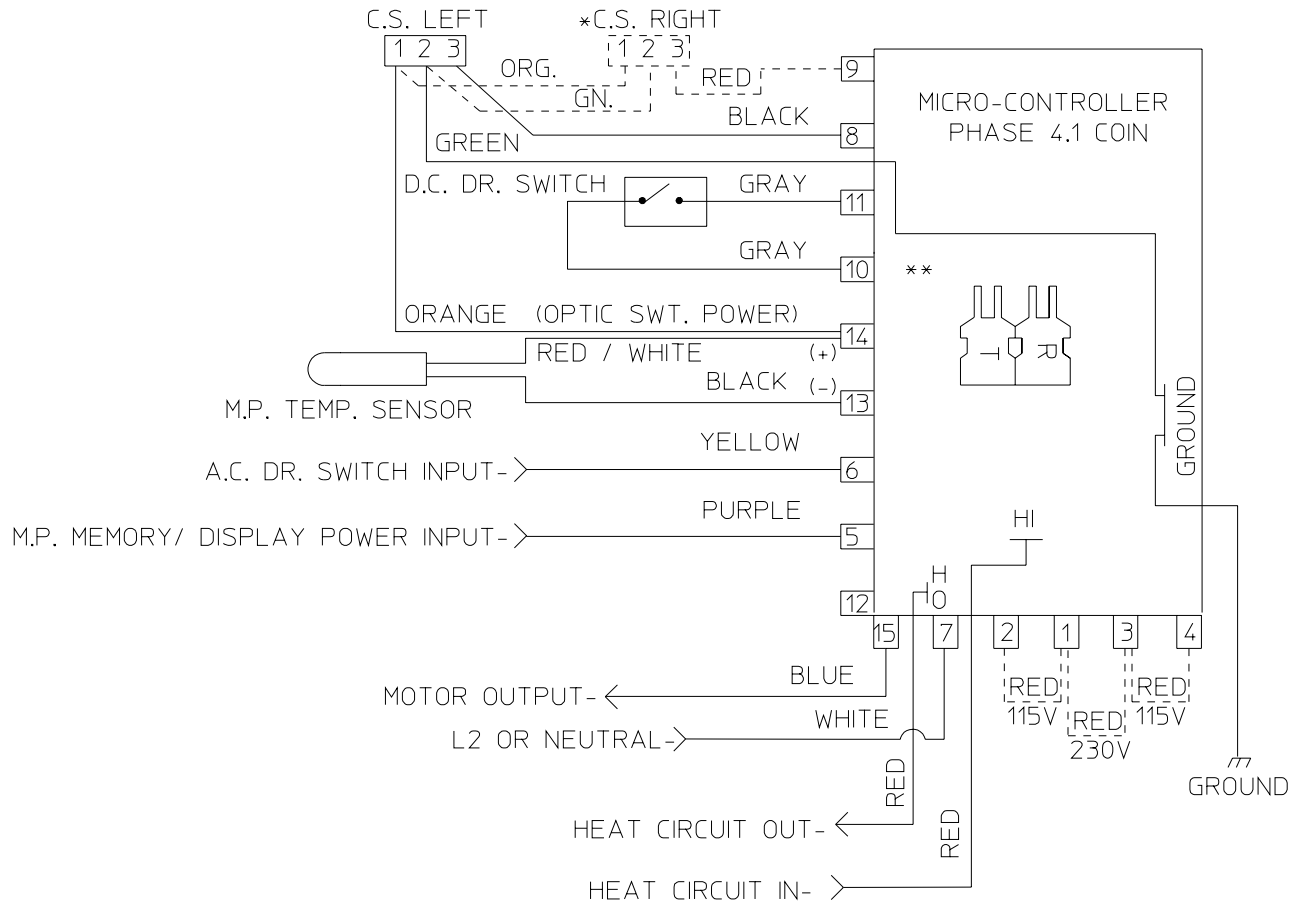 C.S. LEFT
*C.S. RIGHT
1 2 3
1 2 3
ORG.
RED
9
GN.
MICRO-CONTROLLER
PHASE 4.1 COIN
BLACK
8
GREEN
D.C. DR. SWITCH
GRAY
11
GRAY
10
**
ORANGE (OPTIC SWT. POWER)
14
RED / WHITE (+)
T
R
BLACK (-)
13
M.P. TEMP. SENSOR
GROUND
YELLOW
A.C. DR. SWITCH INPUT-
6
PURPLE
M.P. MEMORY/ DISPLAY POWER INPUT-
5
HI
HO
12
15
7
2
1
3
4
BLUE
MOTOR OUTPUT-
RED
115V
RED
115V
WHITE
RED
230V
L2 OR NEUTRAL-
RED
GROUND
HEAT CIRCUIT OUT-
RED
HEAT CIRCUIT IN-